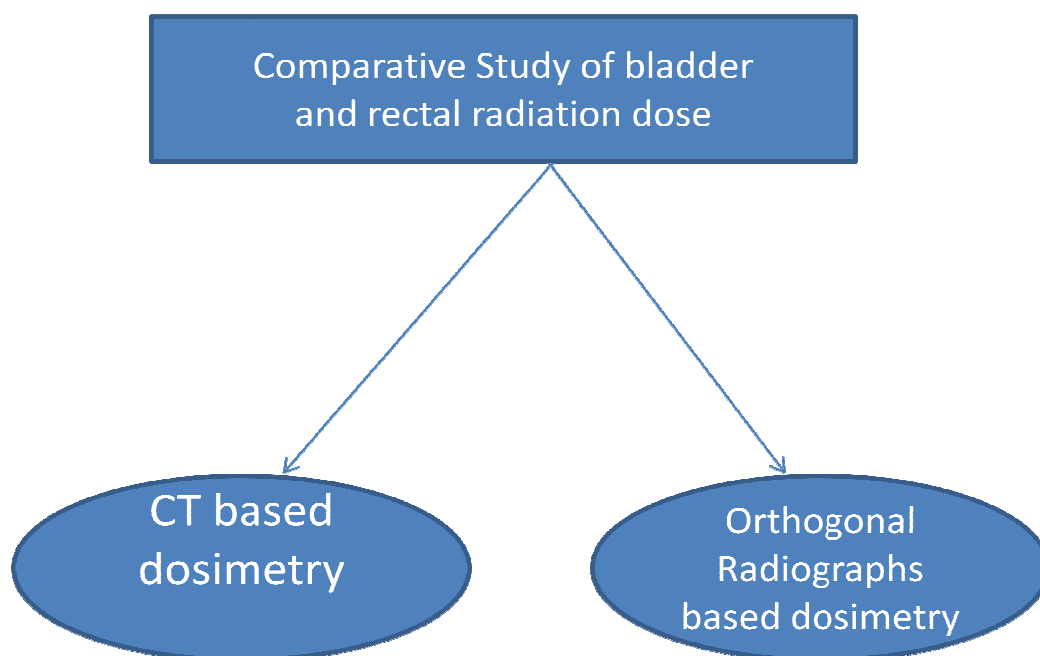 Comparative Study of bladder
and rectal radiation dose
CT based
dosimetry
Orthogonal
Radiographs
based dosimetry